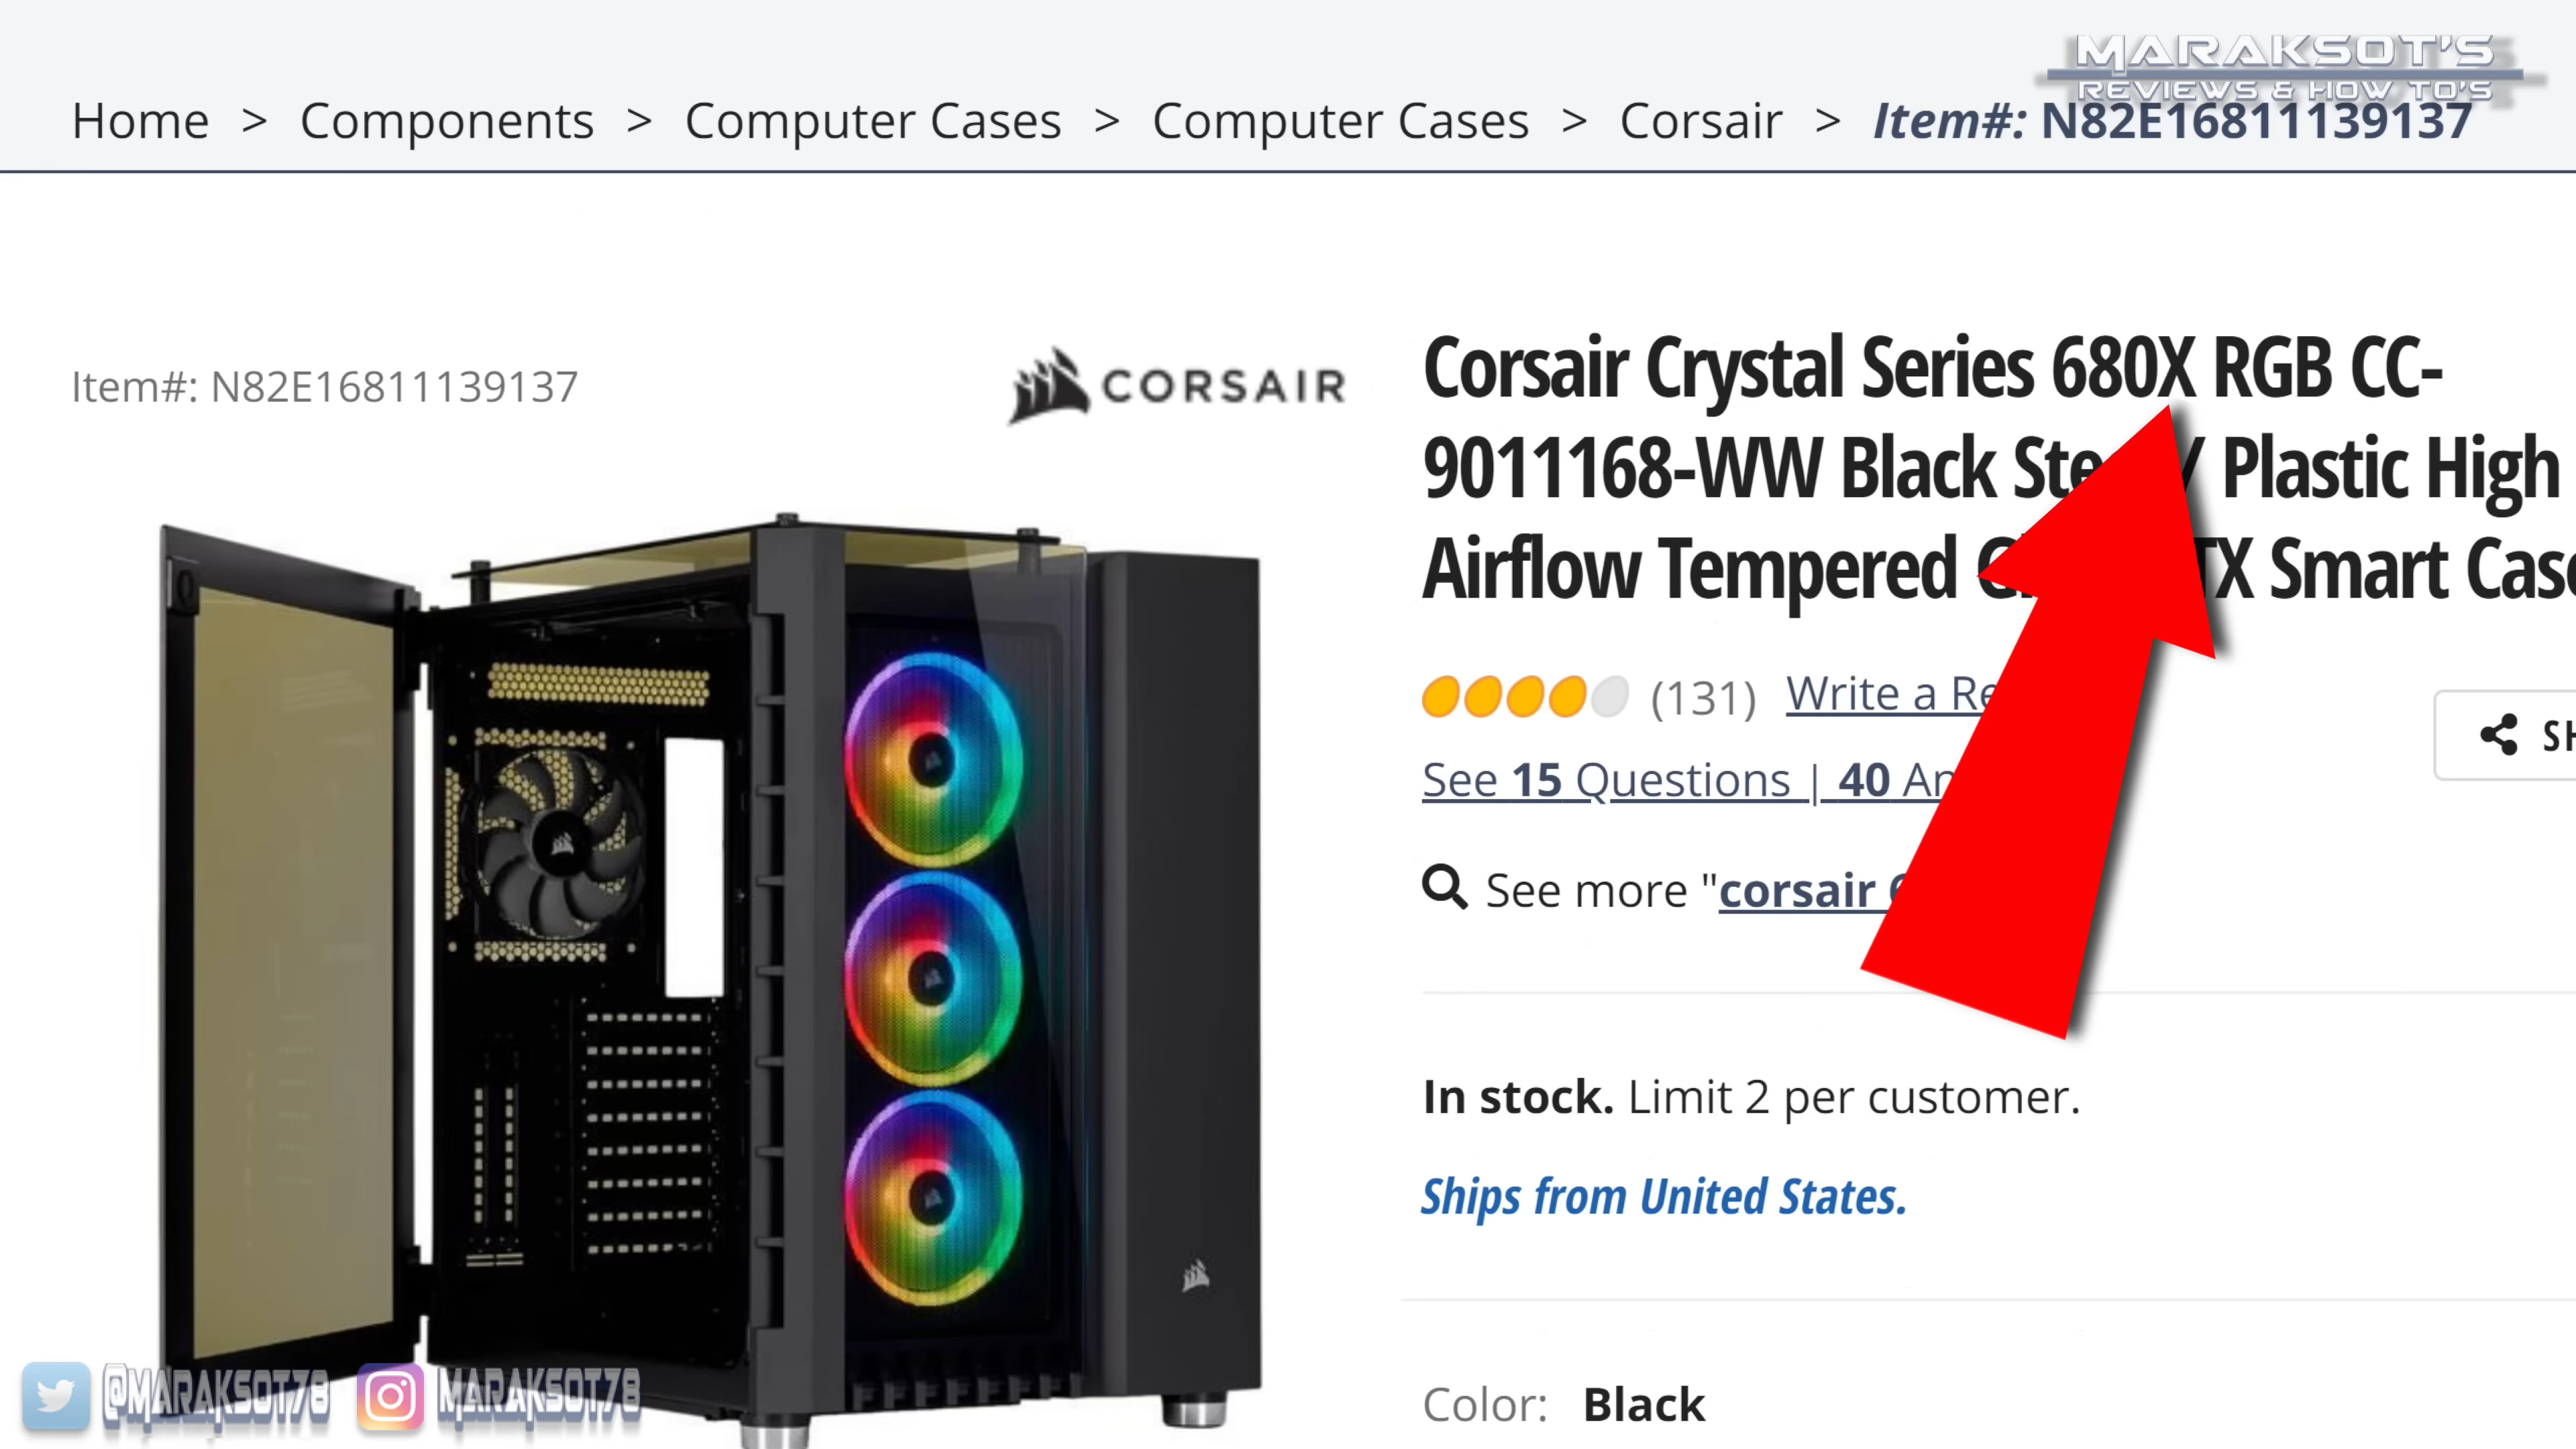 MARAKSOT'S
REVIEWS & HOW TO'S
Home > Components > Computer Cases > Computer Cases > Corsair > Item#: N82E16811139137
Item#: N82E16811139137
CORSAIR
Corsair Crystal Series 680X RGB CC-
9011168-WW Black / Plastic High
Airflow Tempered Smart
(131) Write a
See 15 Questions | 40
See more "corsair
In stock. Limit 2 per customer.
Ships from United States.
Color: Black
@MARAKSOT78 MARAKSOT78